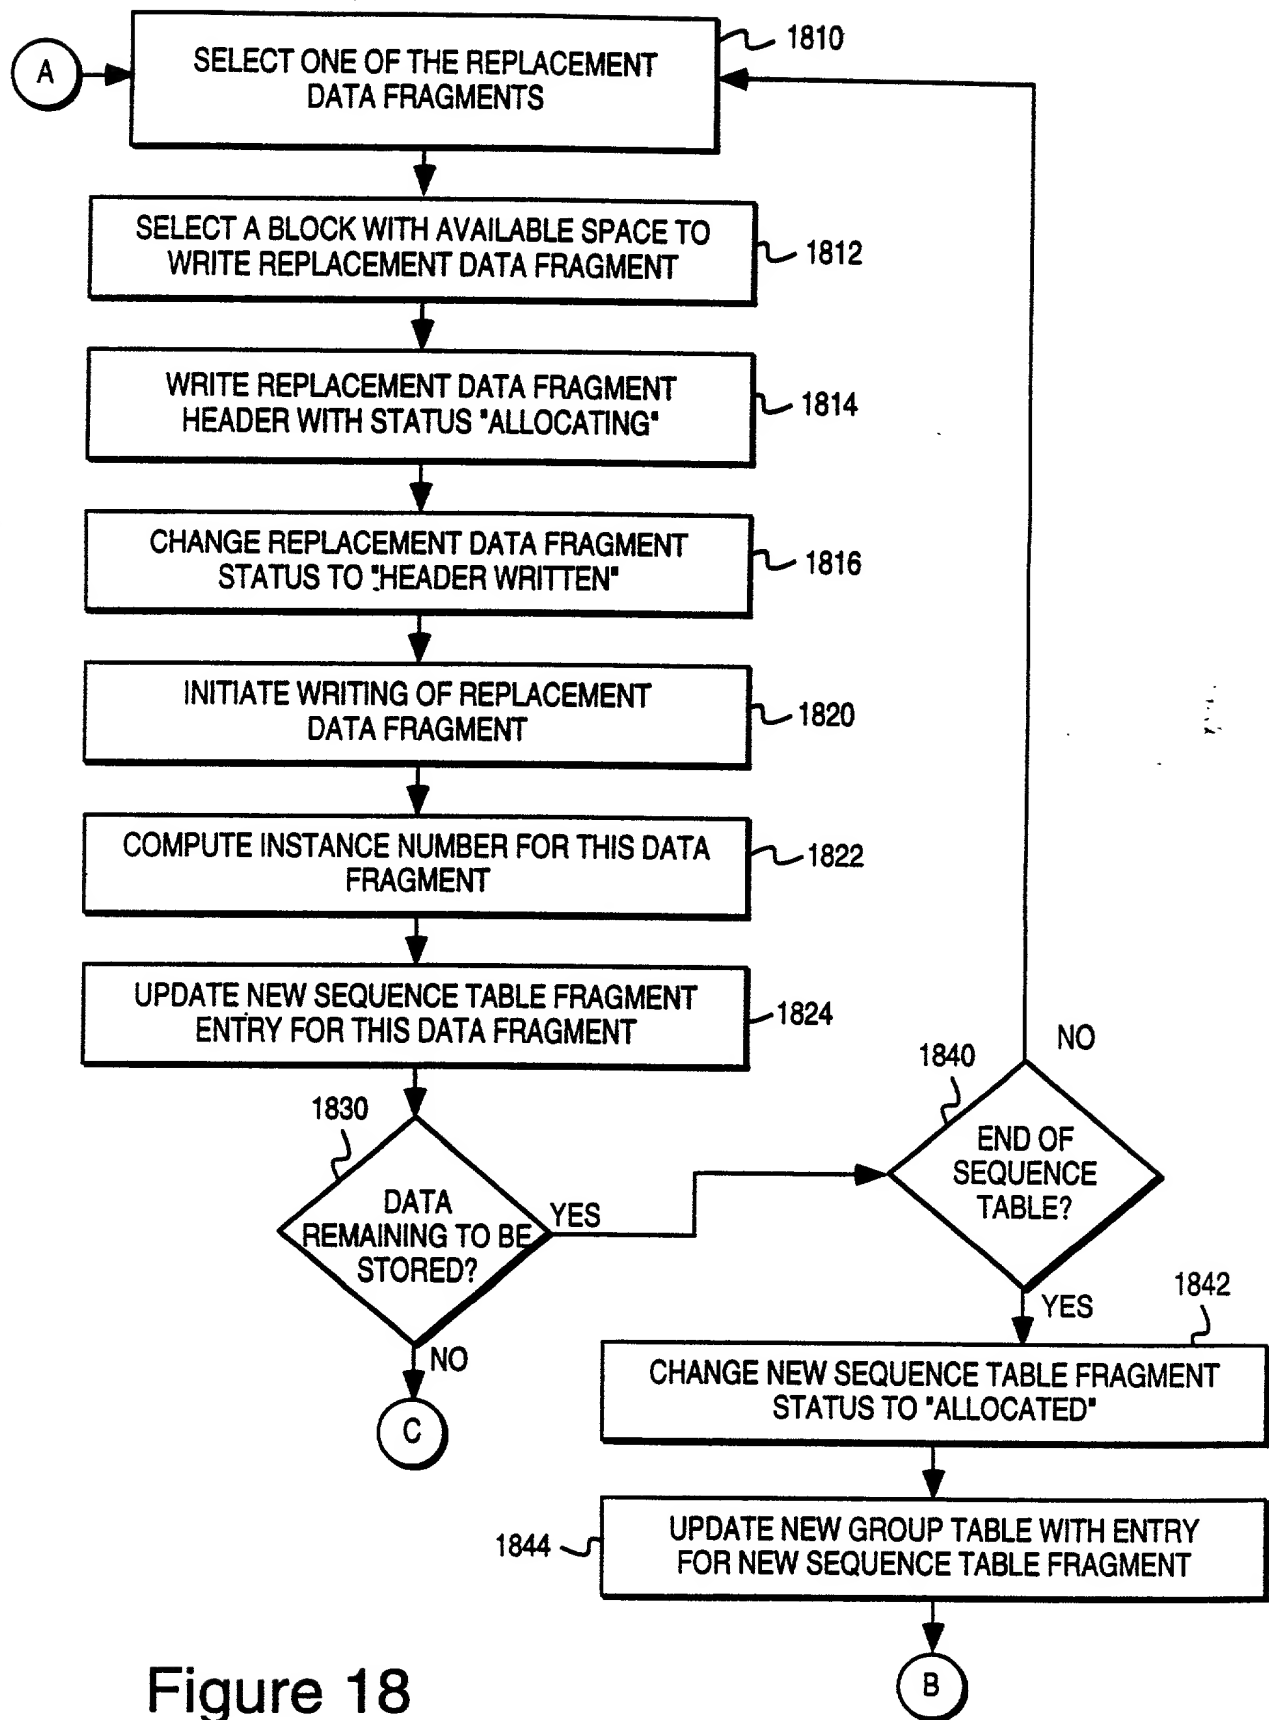 A
SELECT ONE OF THE REPLACEMENT
DATA FRAGMENTS
1810
SELECT A BLOCK WITH AVAILABLE SPACE TO
WRITE REPLACEMENT DATA FRAGMENT
1812
WRITE REPLACEMENT DATA FRAGMENT
HEADER WITH STATUS "ALLOCATING"
1814
CHANGE REPLACEMENT DATA FRAGMENT
STATUS TO "HEADER WRITTEN"
1816
INITIATE WRITING OF REPLACEMENT
DATA FRAGMENT
1820
COMPUTE INSTANCE NUMBER FOR THIS DATA
FRAGMENT
1822
UPDATE NEW SEQUENCE TABLE FRAGMENT
ENTRY FOR THIS DATA FRAGMENT
1824
1830
DATA
REMAINING TO BE
STORED?
YES
NO
C
1840
NO
END OF
SEQUENCE
TABLE?
YES
1842
CHANGE NEW SEQUENCE TABLE FRAGMENT
STATUS TO "ALLOCATED"
1844
UPDATE NEW GROUP TABLE WITH ENTRY
FOR NEW SEQUENCE TABLE FRAGMENT
B
Figure 18